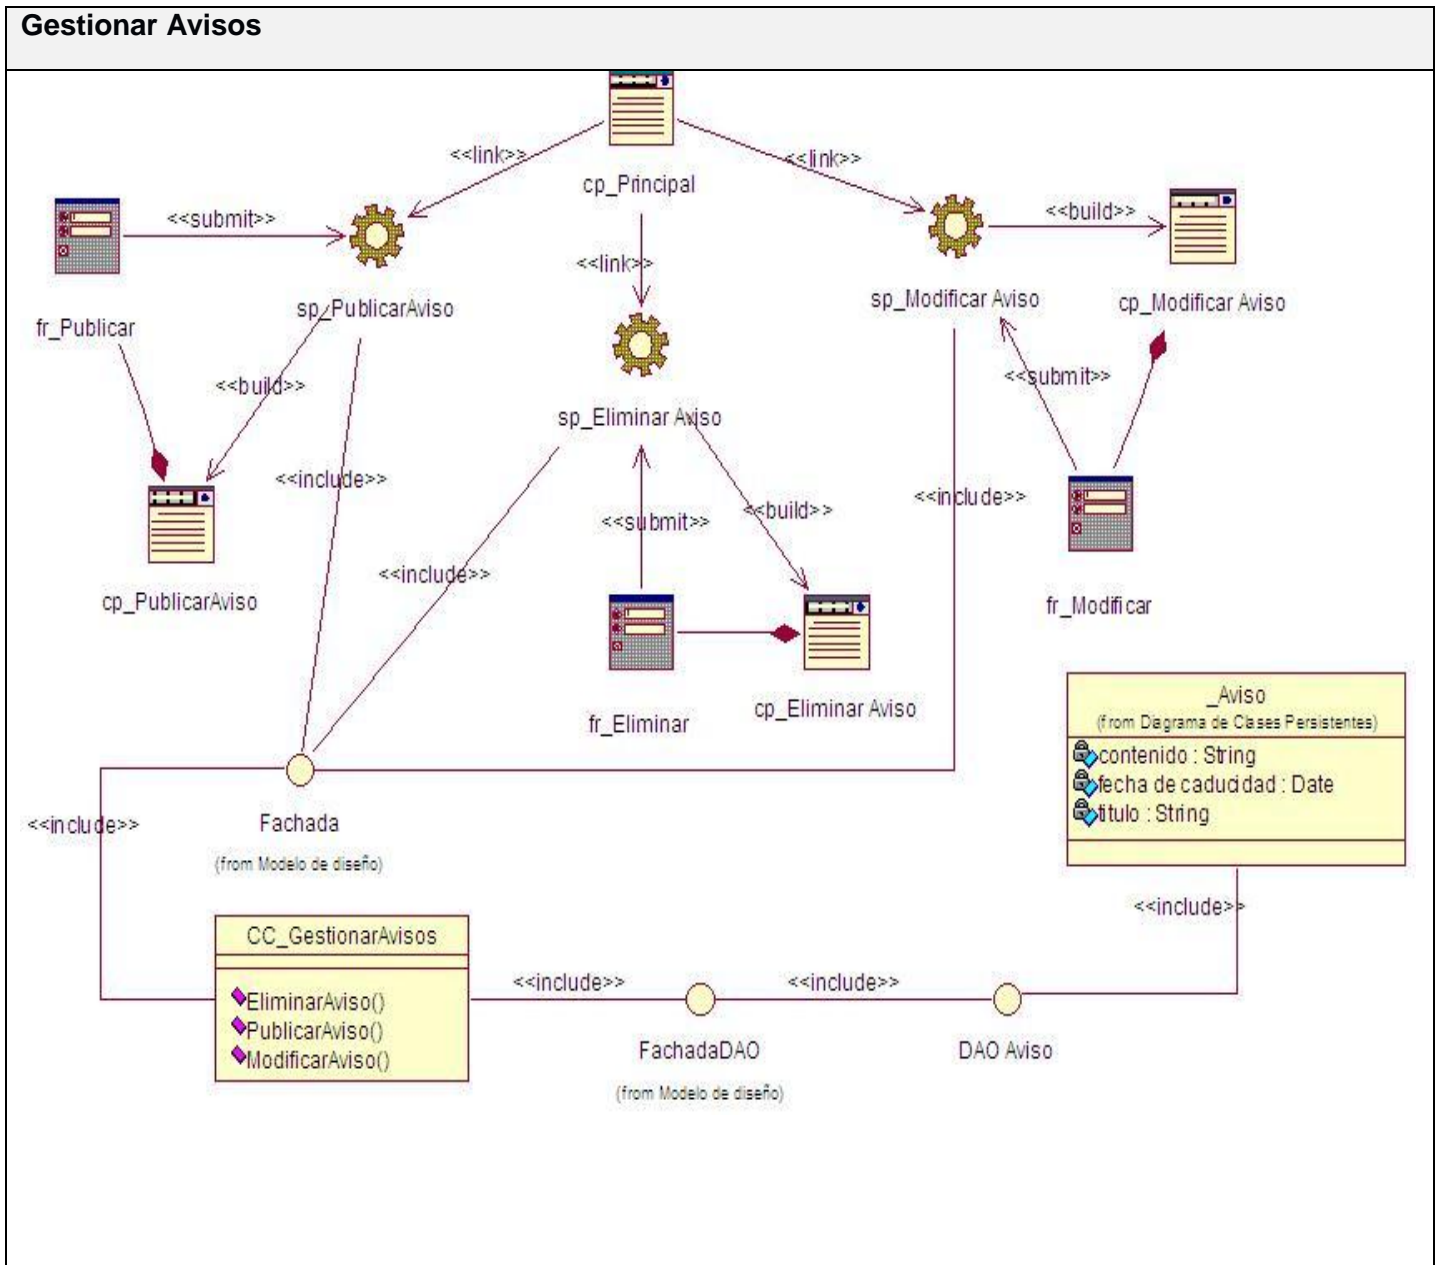 Gestionar Avisos
<<link>>
<<link>>
cp_Principal
<<submit>>
<<build>>
<<link>>
sp_PublicarAviso
sp_Modificar Aviso
cp_Modificar Aviso
fr_Publicar
<<build>>
<<submit>>
sp_Eliminar Aviso
<<include>>
<<include>>
<<submit>>
<<build>>
<<include>>
cp_PublicarAviso
fr_Modificar
fr_Eliminar
cp_Eliminar Aviso
_Aviso
(from Diagrama de Clases Persistentes)
contenido : String
fecha de caducidad : Date
titulo : String
<<include>>
Fachada
(from Modelo de diseño)
<<include>>
CC_GestionarAvisos
EliminarAviso()
PublicarAviso()
ModificarAviso()
<<include>>
<<include>>
FachadaDAO
(from Modelo de diseño)
DAO Aviso